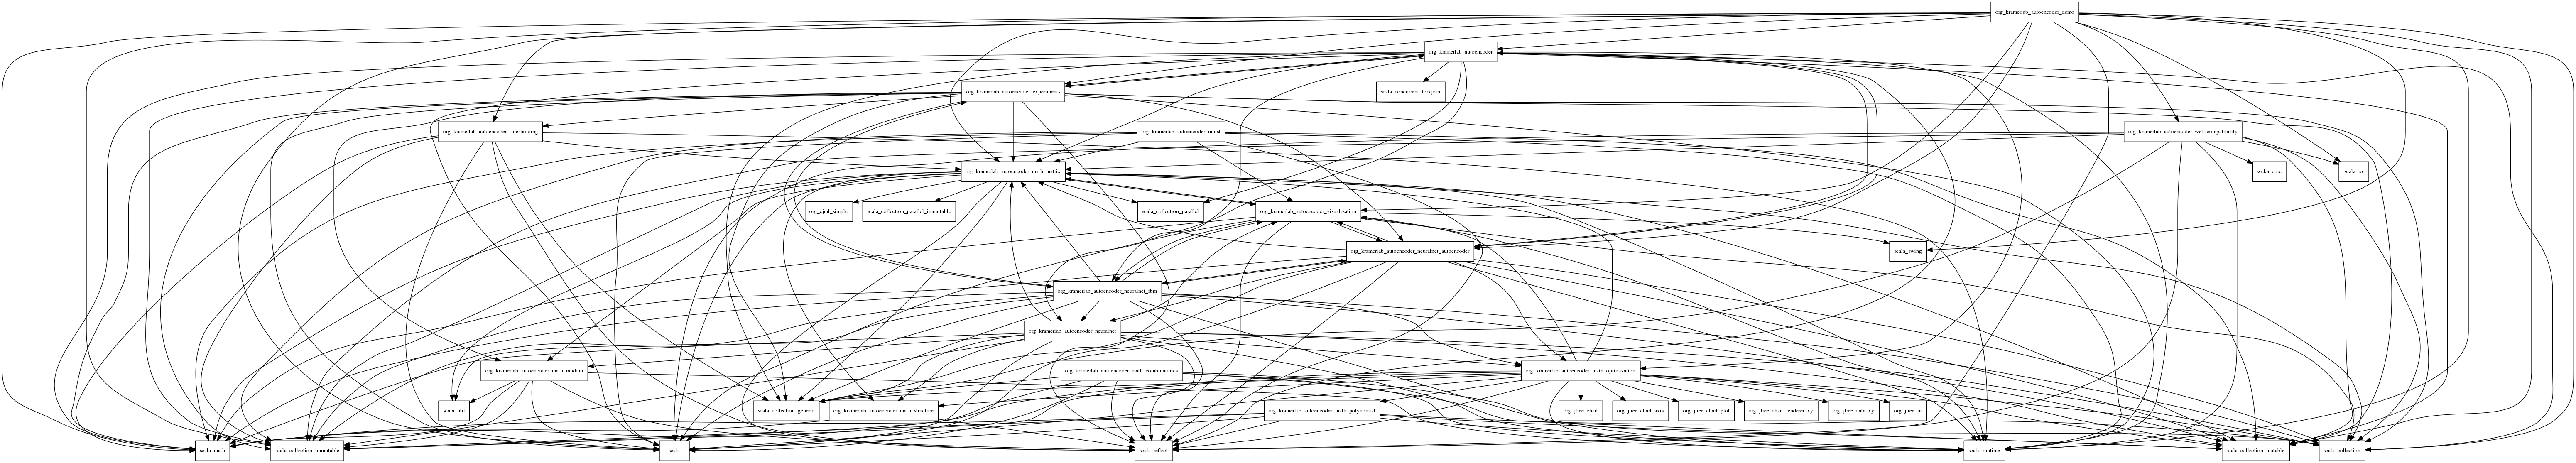 org_kramerlab_autoencoder_demo
org_kramerlab_autoencoder
org_kramerlab_autoencoder_experiments
scala_concurrent_forkjoin
org_kramerlab_autoencoder_thresholding
org_kramerlab_autoencoder_mnist
org_kramerlab_autoencoder_wekacompatibility
org_kramerlab_autoencoder_math_matrix
weka_core
scala_io
org_ejml_simple
scala_collection_parallel_immutable
scala_collection_parallel
org_kramerlab_autoencoder_visualization
org_kramerlab_autoencoder_neuralnet_autoencoder
scala_swing
org_kramerlab_autoencoder_neuralnet_rbm
org_kramerlab_autoencoder_neuralnet
org_kramerlab_autoencoder_math_random
org_kramerlab_autoencoder_math_combinatorics
org_kramerlab_autoencoder_math_optimization
scala_util
scala_collection_generic
org_kramerlab_autoencoder_math_structure
org_kramerlab_autoencoder_math_polynomial
org_jfree_chart
org_jfree_chart_axis
org_jfree_chart_plot
org_jfree_chart_renderer_xy
org_jfree_data_xy
org_jfree_ui
scala_math
scala_collection_immutable
scala
scala_reflect
scala_runtime
scala_collection_mutable
scala_collection